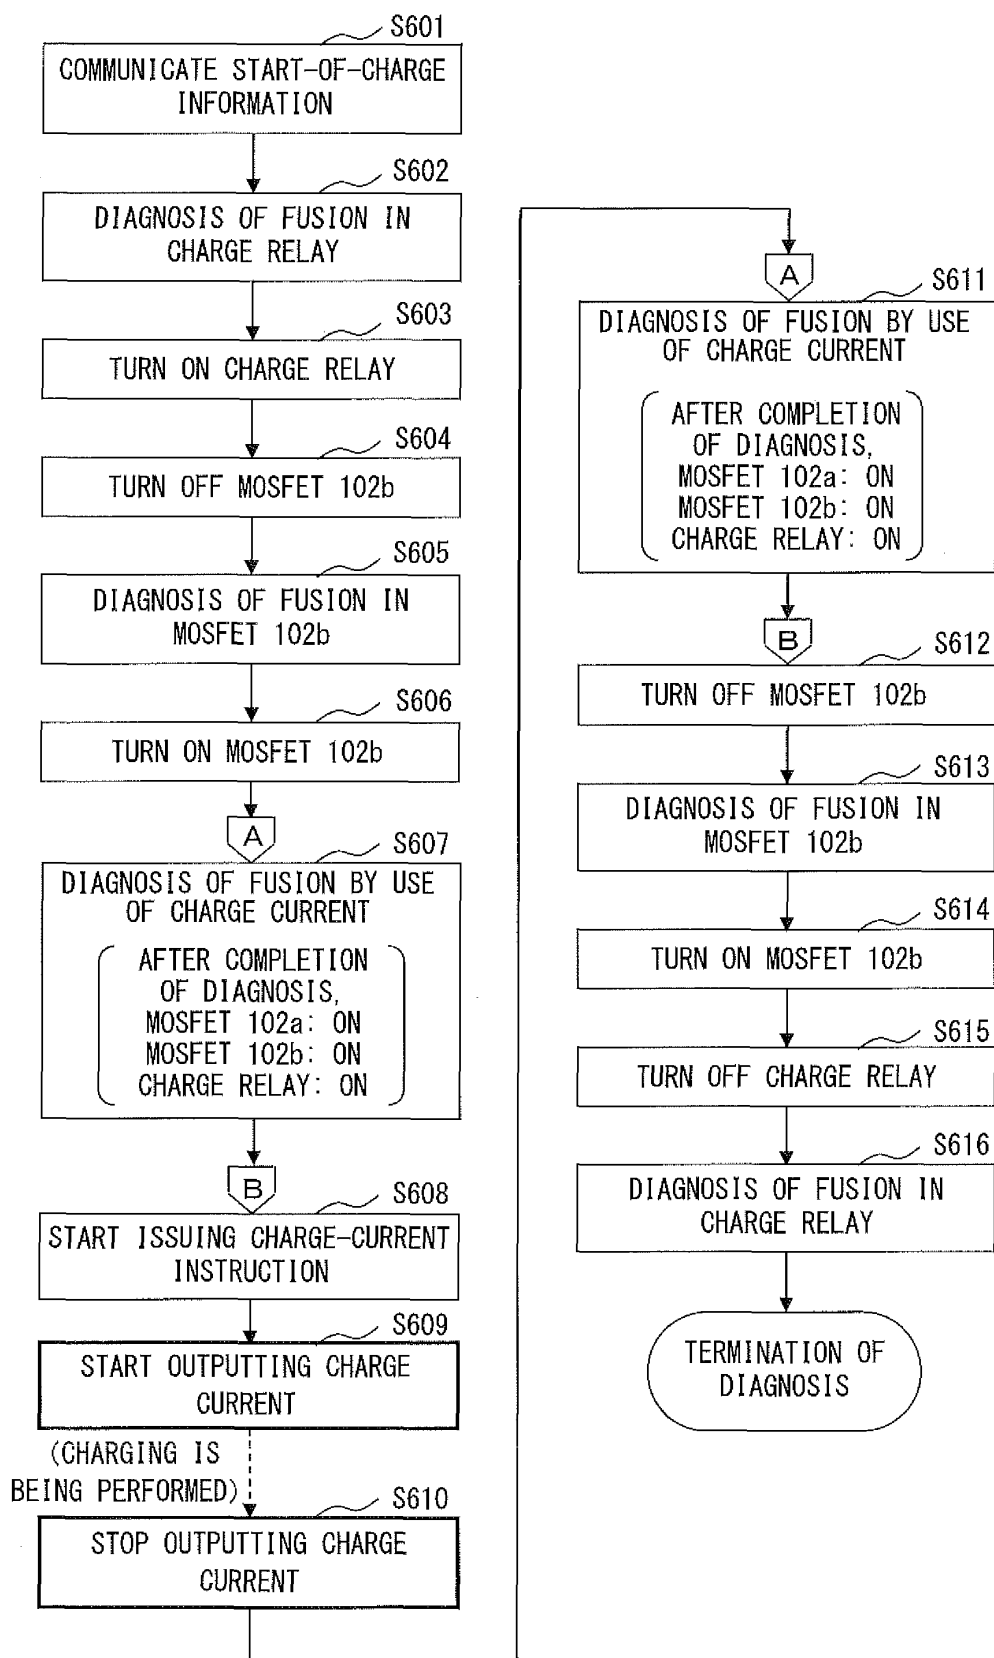 S601
COMMUNICATE START-OF-CHARGE
INFORMATION
S602
DIAGNOSIS OF FUSION IN
CHARGE RELAY
S603
TURN ON CHARGE RELAY
S604
TURN OFF MOSFET 102b
S605
DIAGNOSIS OF FUSION IN
MOSFET 102b
S606
TURN ON MOSFET 102b
A
S607
DIAGNOSIS OF FUSION BY USE
OF CHARGE CURRENT
AFTER COMPLETION
OF DIAGNOSIS,
MOSFET 102a: ON
MOSFET 102b: ON
CHARGE RELAY: ON
B
S608
START ISSUING CHARGE-CURRENT
INSTRUCTION
S609
START OUTPUTTING CHARGE
CURRENT
(CHARGING IS
BEING PERFORMED)
S610
STOP OUTPUTTING CHARGE
CURRENT
A
S611
DIAGNOSIS OF FUSION BY USE
OF CHARGE CURRENT
AFTER COMPLETION
OF DIAGNOSIS,
MOSFET 102a: ON
MOSFET 102b: ON
CHARGE RELAY: ON
B
S612
TURN OFF MOSFET 102b
S613
DIAGNOSIS OF FUSION IN
MOSFET 102b
S614
TURN ON MOSFET 102b
S615
TURN OFF CHARGE RELAY
S616
DIAGNOSIS OF FUSION IN
CHARGE RELAY
TERMINATION OF
DIAGNOSIS